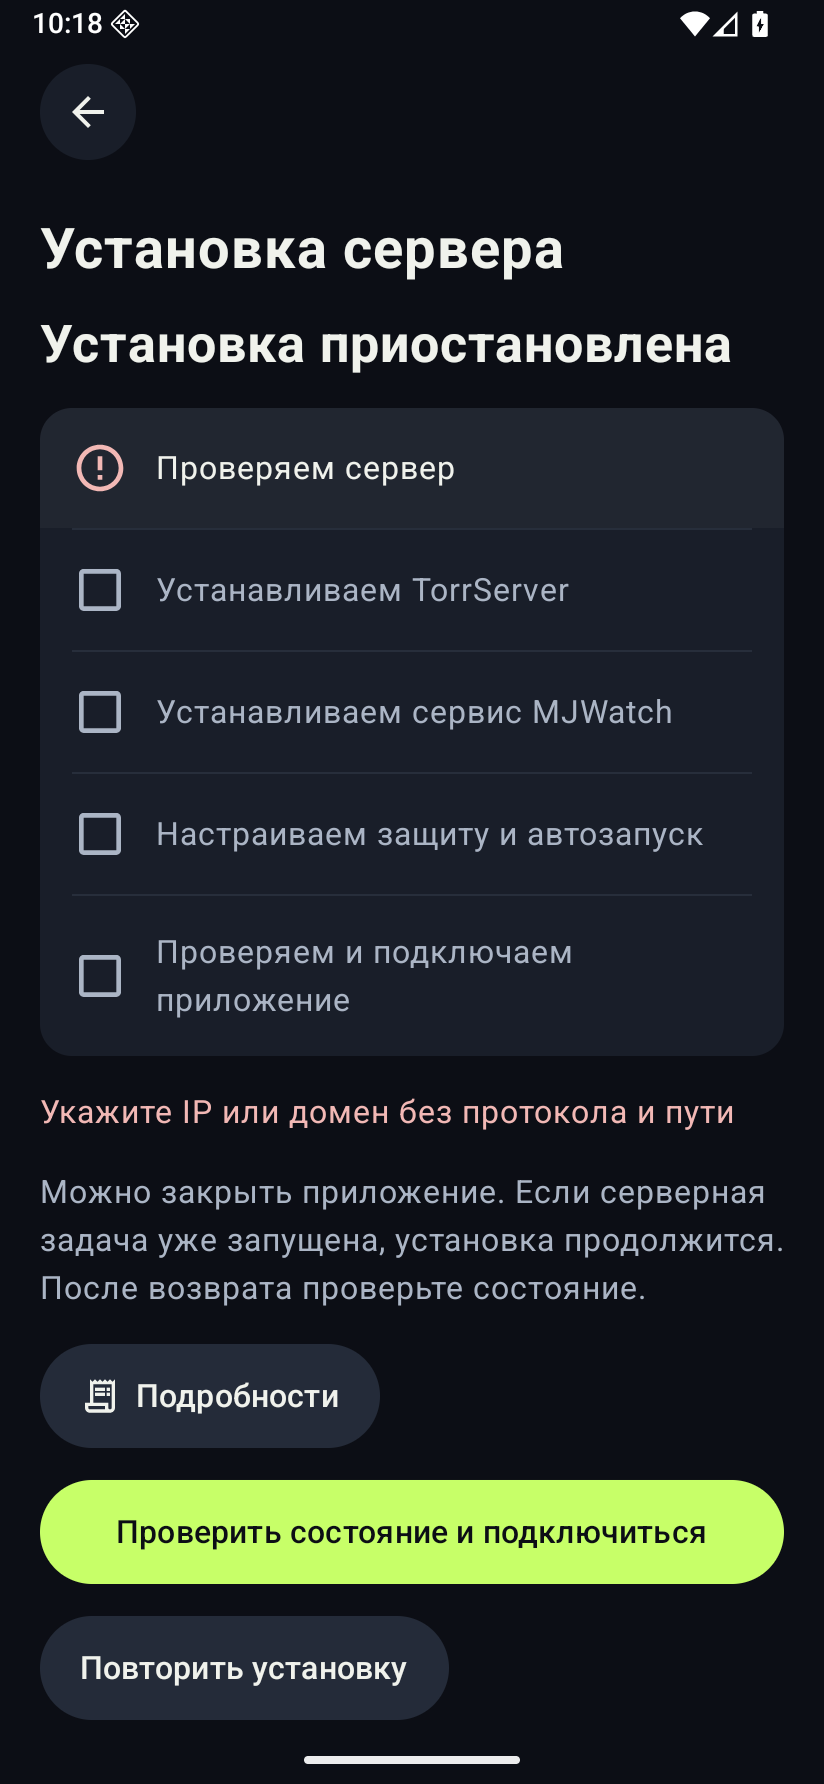 10:18
Установка сервера
Установка приостановлена
Проверяем сервер
Устанавливаем TorrServer
Устанавливаем сервис MJWatch
Настраиваем защиту и автозапуск
Проверяем и подключаем
приложение
Укажите IP или домен без протокола и пути
Можно закрыть приложение. Если серверная
задача уже запущена, установка продолжится.
После возврата проверьте состояние.
Подробности
Проверить состояние и подключиться
Повторить установку